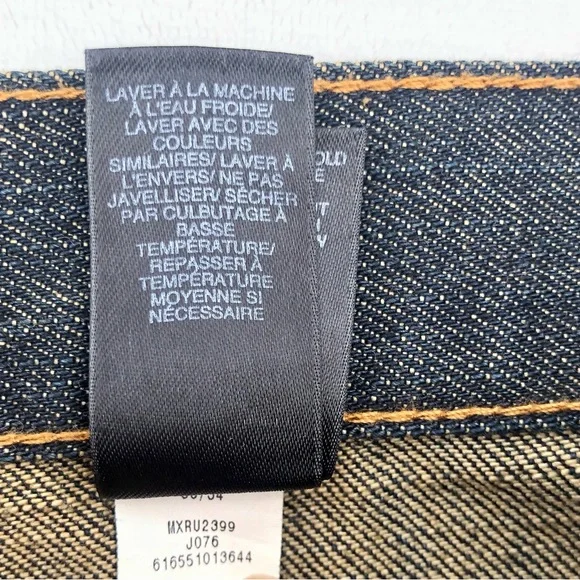 LAVER À LA MACHINE
À L'EAU FROIDE/
LAVER AVEC DES
COULEURS
SIMILAIRES/ LAVER À
L'ENVERS/ NE PAS
JAVELLISER/ SÉCHER
PAR CULBUTAGE À
BASSE
TEMPÉRATURE/
REPASSER À
TEMPÉRATURE
MOYENNE SI
NÉCESSAIRE
MXRU2399
J076
616551013644